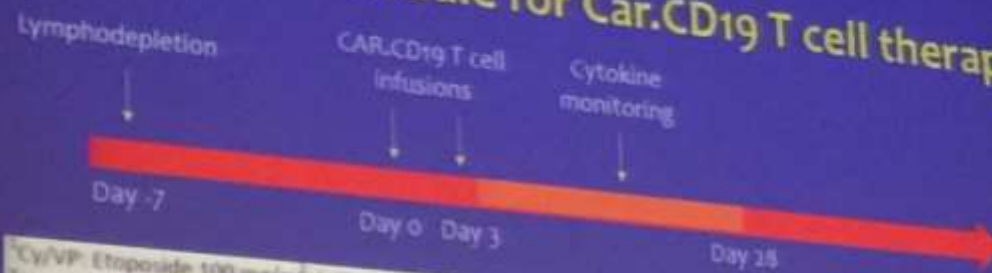 for Car.CD19 T cell therap
Lymphodepletion
CAR.CD19 T cell
infusions
Cytokine
monitoring
Day -7
Day 0 Day 3
Day 28
Cy/VP: Etoposide 100